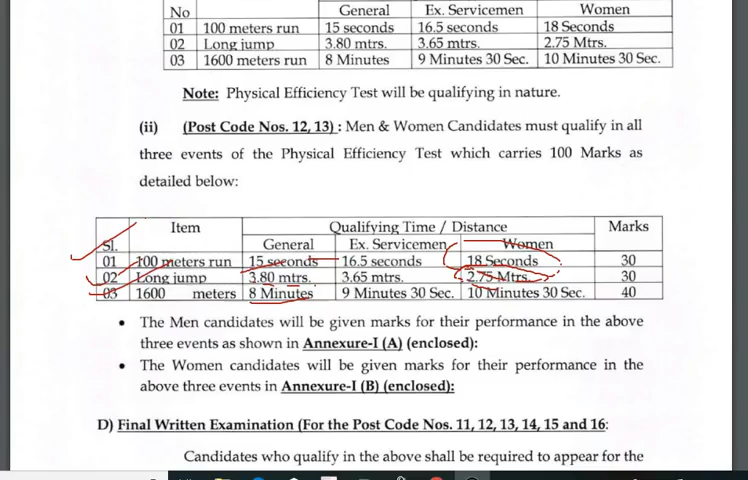 General Ex. Servicemen Women
No
01 100 meters run 15 seconds 16.5 seconds 18 Seconds
02 Long jump 3.80 mtrs. 3.65 mtrs. 2.75 Mtrs.
03 1600 meters run 8 Minutes 9 Minutes 30 Sec. 10 Minutes 30 Sec.
Note: Physical Efficiency Test will be qualifying in nature.
(ii) (Post Code Nos. 12, 13) : Men & Women Candidates must qualify in all
three events of the Physical Efficiency Test which carries 100 Marks as
detailed below:
Item Qualifying Time / Distance Marks
Sl. General Ex. Servicemen Women
01 100 meters run 15 seconds 16.5 seconds 18 Seconds 30
02 Long jump 3.80 mtrs. 3.65 mtrs. 2.75 Mtrs. 30
03 1600 meters 8 Minutes 9 Minutes 30 Sec. 10 Minutes 30 Sec. 40
• The Men candidates will be given marks for their performance in the above
three events as shown in Annexure-I (A) (enclosed):
• The Women candidates will be given marks for their performance in the
above three events in Annexure-I (B) (enclosed):
D) Final Written Examination (For the Post Code Nos. 11, 12, 13, 14, 15 and 16:
Candidates who qualify in the above shall be required to appear for the